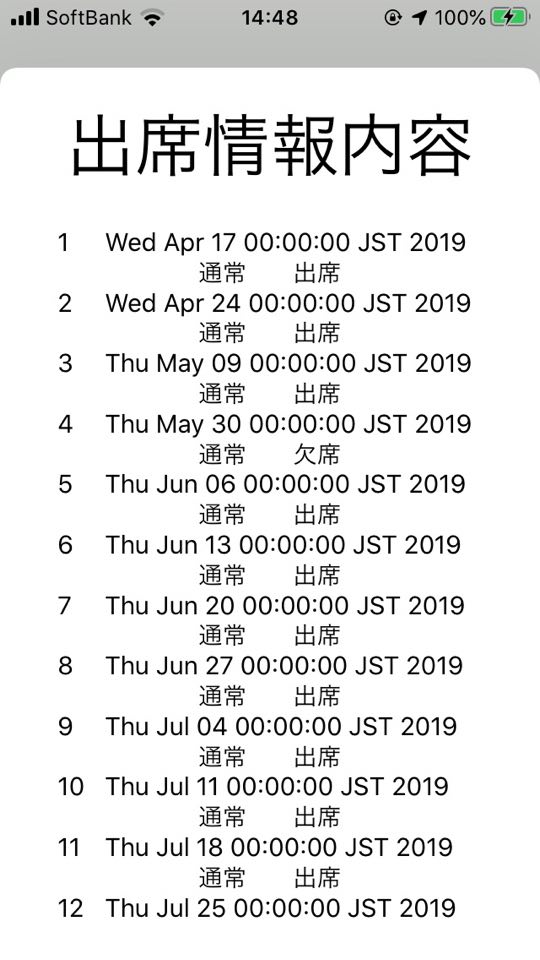 SoftBank 14:48 100%
出席情報内容
1 Wed Apr 17 00:00:00 JST 2019
通常 出席
2 Wed Apr 24 00:00:00 JST 2019
通常 出席
3 Thu May 09 00:00:00 JST 2019
通常 出席
4 Thu May 30 00:00:00 JST 2019
通常 欠席
5 Thu Jun 06 00:00:00 JST 2019
通常 出席
6 Thu Jun 13 00:00:00 JST 2019
通常 出席
7 Thu Jun 20 00:00:00 JST 2019
通常 出席
8 Thu Jun 27 00:00:00 JST 2019
通常 出席
9 Thu Jul 04 00:00:00 JST 2019
通常 出席
10 Thu Jul 11 00:00:00 JST 2019
通常 出席
11 Thu Jul 18 00:00:00 JST 2019
通常 出席
12 Thu Jul 25 00:00:00 JST 2019